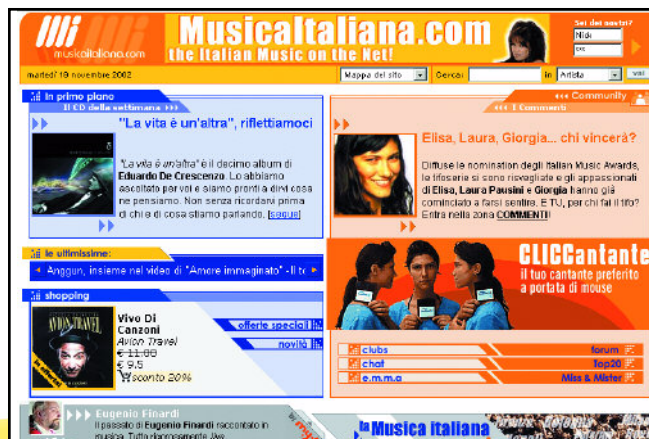 musicaitaliana.com
MusicaItaliana.com
the Italian Music on the Net!
Sei dei nostri?
Nick
martedì 19 novembre 2002
Mappa del sito
Cerca:
in
Artista
vai
In primo piano
Il CD della settimana >>>
"La vita è un'altra", riflettiamoci
"La vita è un'altra" è il decimo album di
Eduardo De Crescenzo. Lo abbiamo
ascoltato per voi e siamo pronti a dirvi cosa
ne pensiamo. Non senza ricordarvi prima
di chi e di cosa stiamo parlando. [segue]
<<< Community
<<< I Commenti
Elisa, Laura, Giorgia... chi vincerà?
Diffuse le nomination degli Italian Music Awards,
le tifoserie si sono risvegliate e gli appassionati
di Elisa, Laura Pausini e Giorgia hanno già
cominciato a farsi sentire. E TU, per chi fai il tifo?
Entra nella zona COMMENTI!
le ultimissime:
Anggun, insieme nel video di "Amore immaginato" - Il t
CLICCantante
il tuo cantante preferito
a portata di mouse
shopping
AVION TRAVEL
Vivo Di
Canzoni
Avion Travel
€ 11.88
€ 9.5
sconto 20%
offerte speciali
novità
clubs
forum
chat
Top20
e.m.m.a
Miss & Mister
>>> Eugenio Finardi
Il passato di Eugenio Finardi raccontato in
musica. Tutto rigorosamente live
la Musica italiana